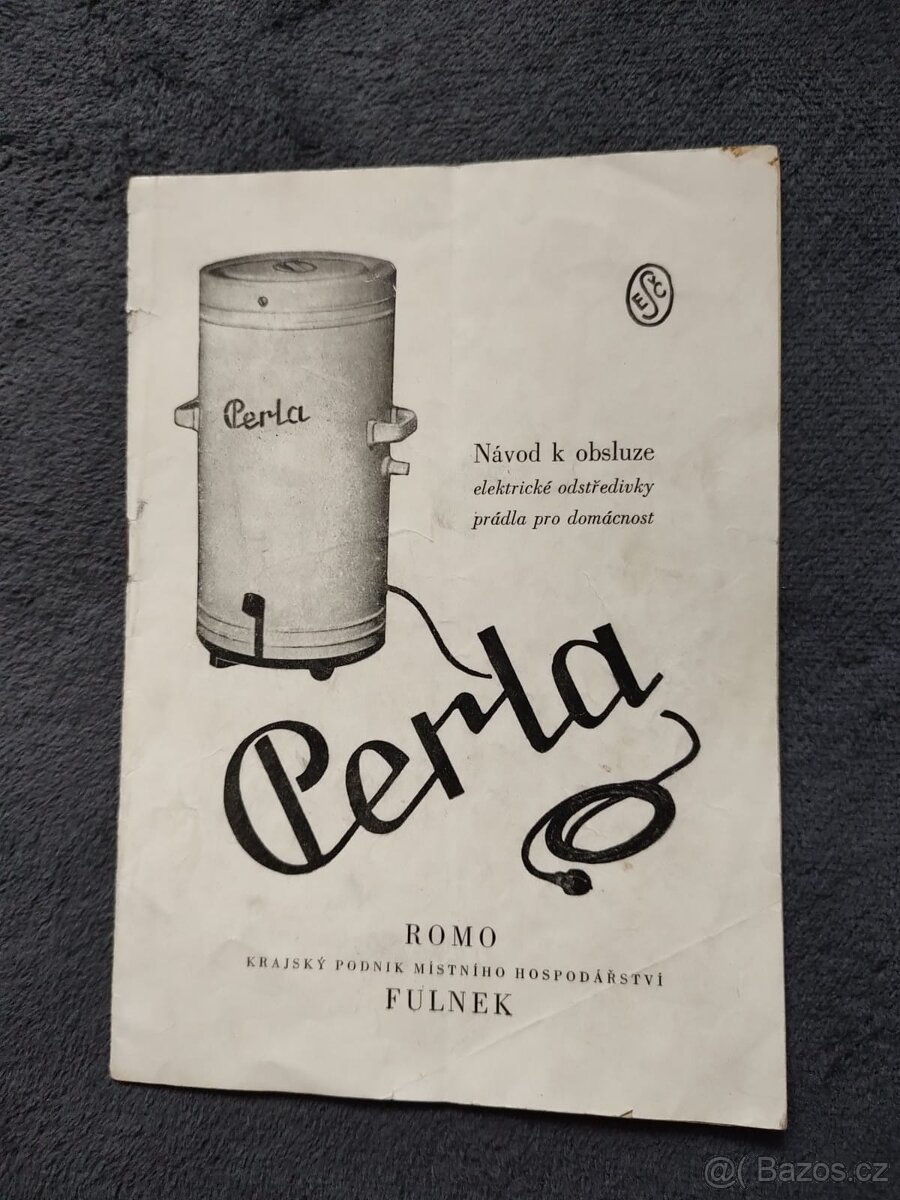 Perla
ESČ
Návod k obsluze
elektrické odstředivky
prádla pro domácnost
Perla
ROMO
KRAJSKÝ PODNIK MÍSTNÍHO HOSPODÁŘSTVÍ
FULNEK
@( Bazos.cz